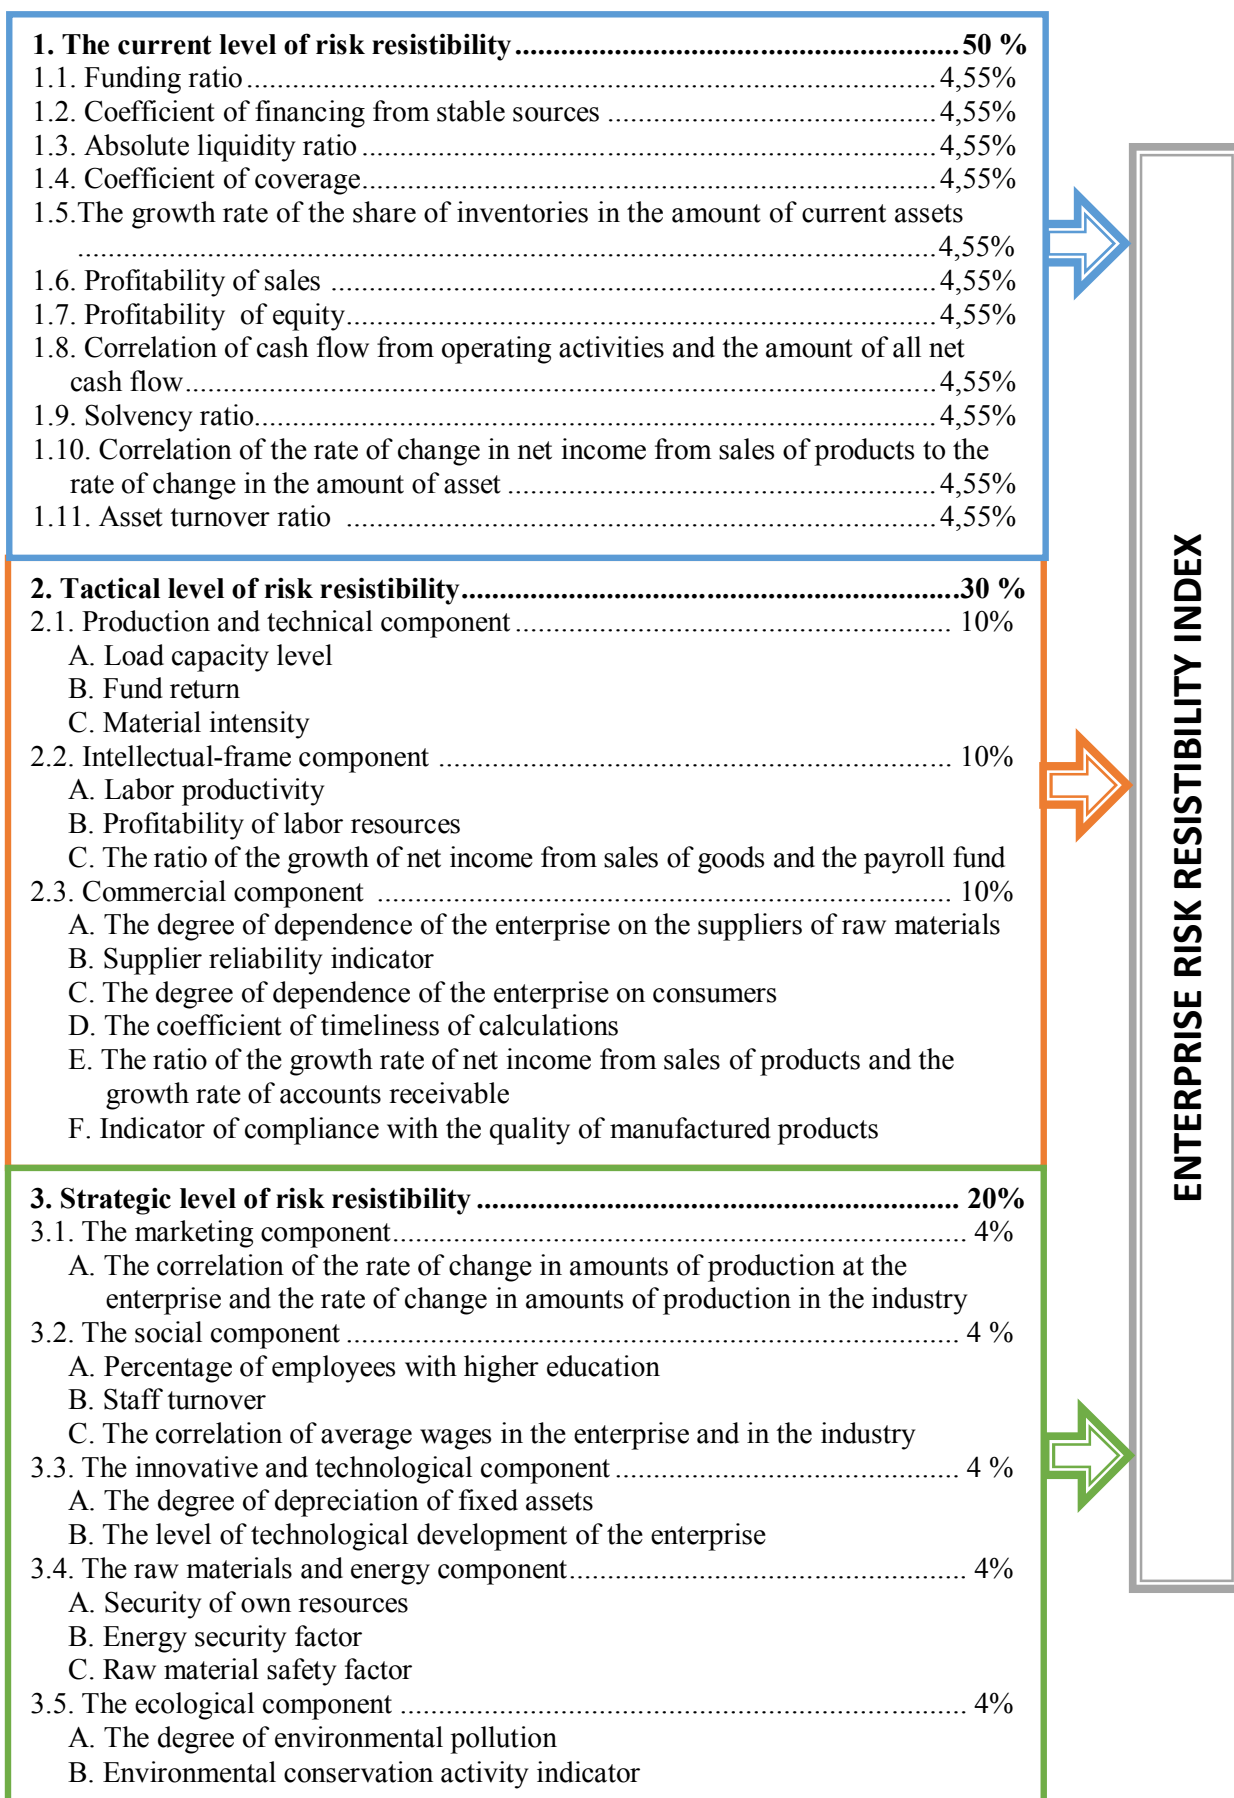 1. The current level of risk resistibility.....................................................50 %
1.1. Funding ratio...................................................................................4,55%
1.2. Coefficient of financing from stable sources ........................................4,55%
1.3. Absolute liquidity ratio.....................................................................4,55%
1.4. Coefficient of coverage.....................................................................4,55%
1.5.The growth rate of the share of inventories in the amount of current assets
.......................................................................................................4,55%
1.6. Profitability of sales .........................................................................4,55%
1.7. Profitability of equity.......................................................................4,55%
1.8. Correlation of cash flow from operating activities and the amount of all net
cash flow..........................................................................................4,55%
1.9. Solvency ratio..................................................................................4,55%
1.10. Correlation of the rate of change in net income from sales of products to the
rate of change in the amount of asset ....................................................4,55%
1.11. Asset turnover ratio .......................................................................4,55%
2. Tactical level of risk resistibility............................................................30 %
2.1. Production and technical component.................................................... 10%
A. Load capacity level
B. Fund return
C. Material intensity
2.2. Intellectual-frame component ............................................................. 10%
A. Labor productivity
B. Profitability of labor resources
C. The ratio of the growth of net income from sales of goods and the payroll fund
2.3. Commercial component .....................................................................10%
A. The degree of dependence of the enterprise on the suppliers of raw materials
B. Supplier reliability indicator
C. The degree of dependence of the enterprise on consumers
D. The coefficient of timeliness of calculations
E. The ratio of the growth rate of net income from sales of products and the
growth rate of accounts receivable
F. Indicator of compliance with the quality of manufactured products
3. Strategic level of risk resistibility .......................................................... 20%
3.1. The marketing component.................................................................... 4%
A. The correlation of the rate of change in amounts of production at the
enterprise and the rate of change in amounts of production in the industry
3.2. The social component ......................................................................... 4 %
A. Percentage of employees with higher education
B. Staff turnover
C. The correlation of average wages in the enterprise and in the industry
3.3. The innovative and technological component ......................................... 4 %
A. The degree of depreciation of fixed assets
B. The level of technological development of the enterprise
3.4. The raw materials and energy component............................................... 4%
A. Security of own resources
B. Energy security factor
C. Raw material safety factor
3.5. The ecological component ................................................................... 4%
A. The degree of environmental pollution
B. Environmental conservation activity indicator
ENTERPRISE RISK RESISTIBILITY INDEX